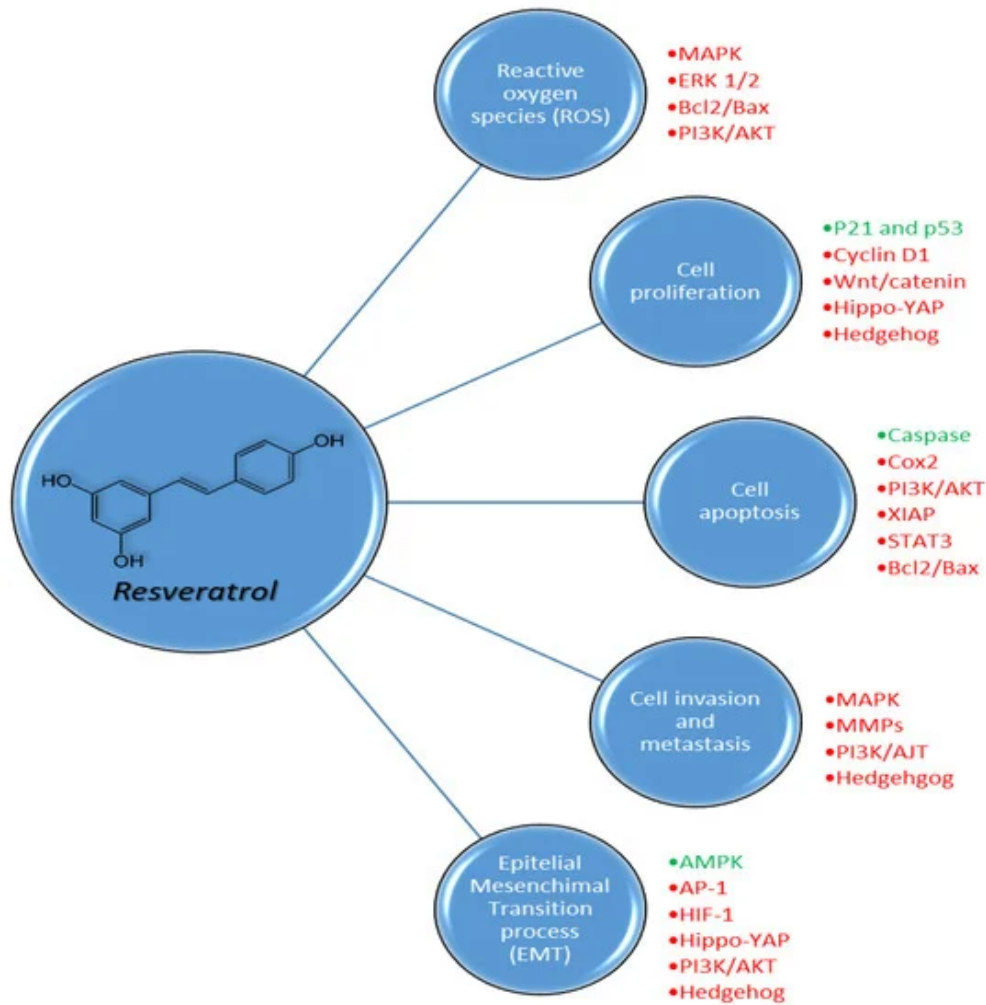 Reactive
oxygen
species (ROS)
•MAPK
•ERK 1/2
•Bcl2/Bax
•PI3K/AKT
Cell
proliferation
•P21 and p53
•Cyclin D1
•Wnt/catenin
•Hippo-YAP
•Hedgehog
HO
OH
OH
Resveratrol
Cell
apoptosis
•Caspase
•Cox2
•PI3K/AKT
•XIAP
•STAT3
•Bcl2/Bax
Cell invasion
and
metastasis
•MAPK
•MMPs
•PI3K/AJT
•Hedgehgog
Epitelial
Mesenchimal
Transition
process
(EMT)
•AMPK
•AP-1
•HIF-1
•Hippo-YAP
•PI3K/AKT
•Hedgehog